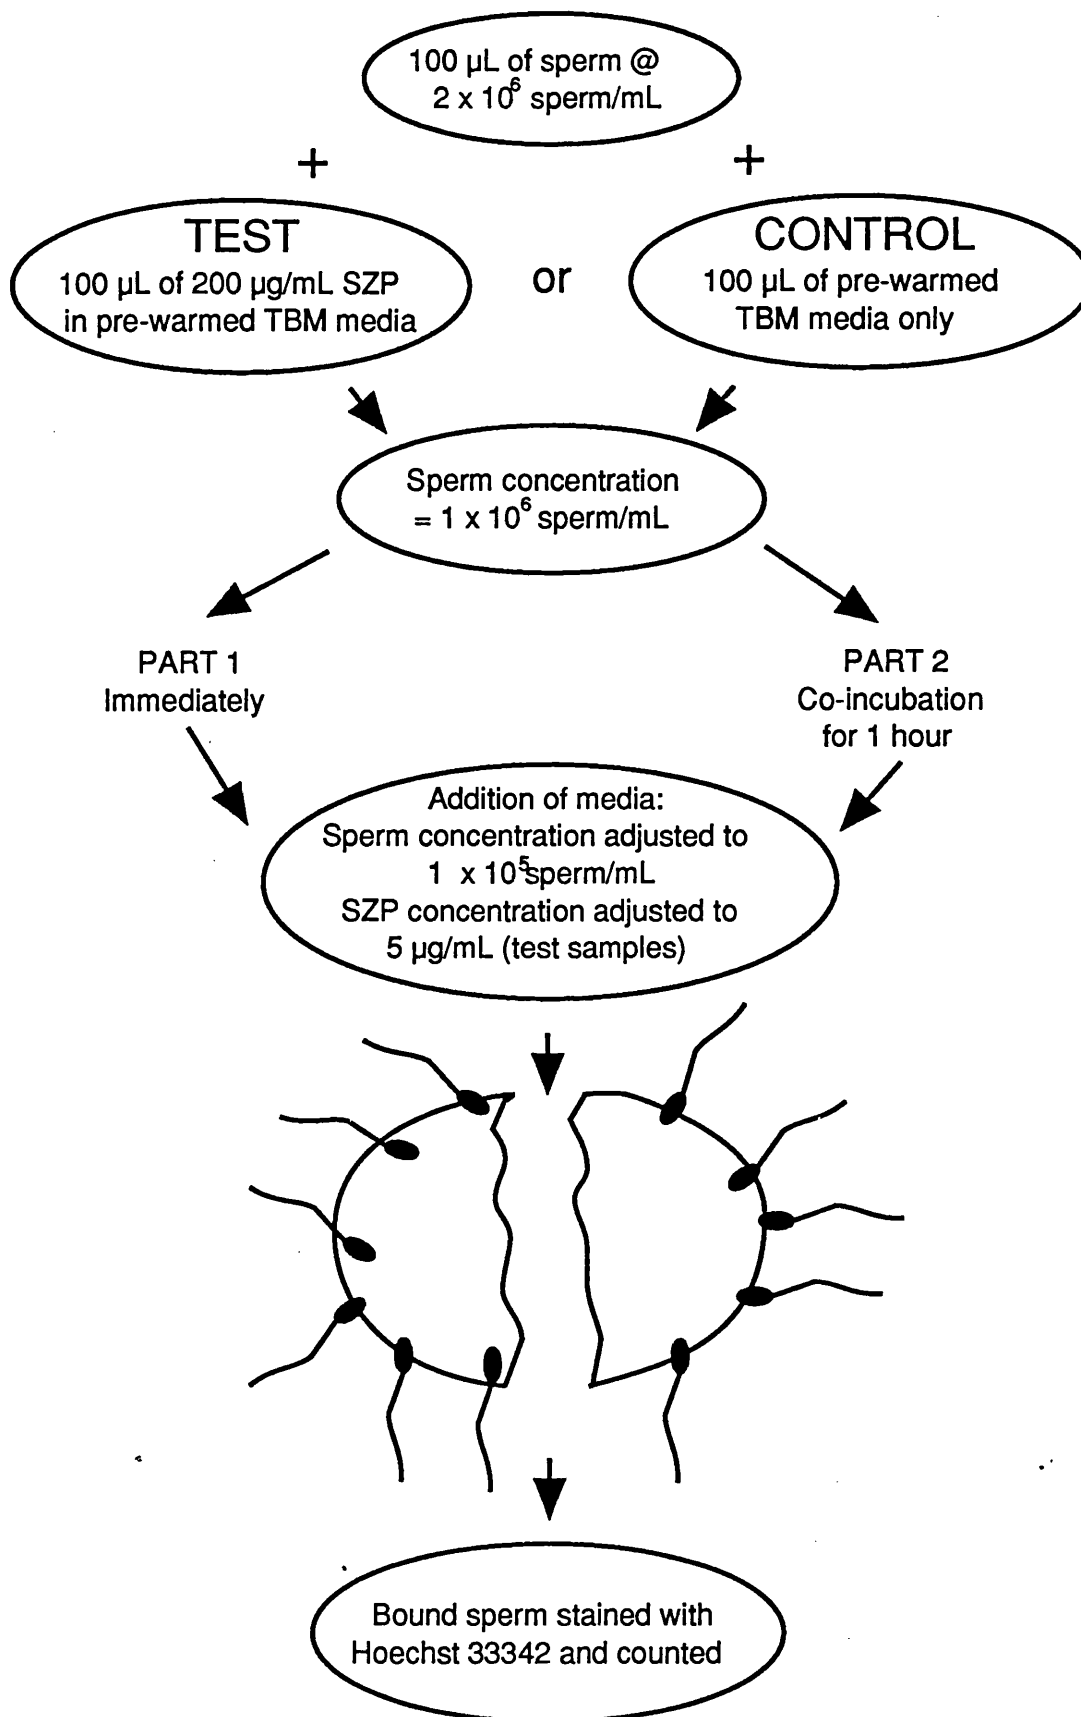 100 µL of sperm @
2 x 10⁶ sperm/mL
+
+
TEST
100 µL of 200 µg/mL SZP
in pre-warmed TBM media
or
CONTROL
100 µL of pre-warmed
TBM media only
Sperm concentration
= 1 x 10⁶ sperm/mL
PART 1
Immediately
PART 2
Co-incubation
for 1 hour
Addition of media:
Sperm concentration adjusted to
1 x 10⁵sperm/mL
SZP concentration adjusted to
5 µg/mL (test samples)
Bound sperm stained with
Hoechst 33342 and counted